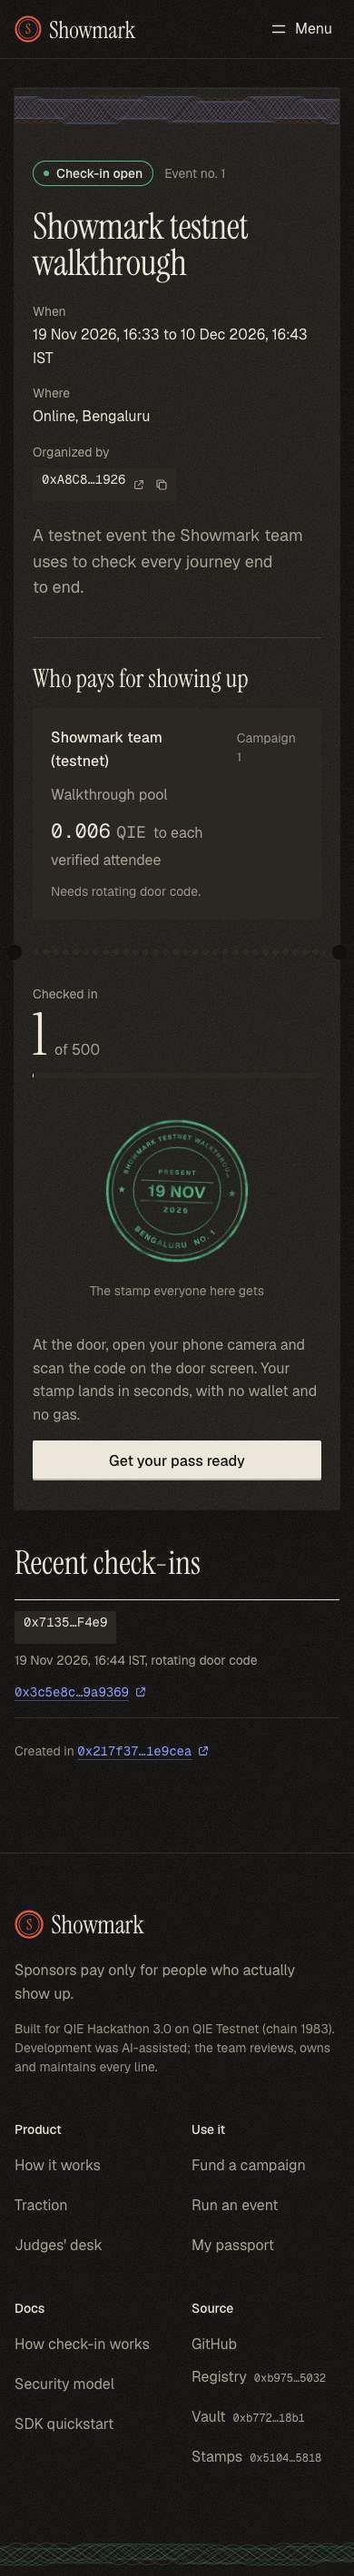 S Showmark
Menu
Check-in open
Event no. 1
Showmark testnet
walkthrough
When
19 Nov 2026, 16:33 to 10 Dec 2026, 16:43
IST
Where
Online, Bengaluru
Organized by
0xA8C8…1926
A testnet event the Showmark team
uses to check every journey end
to end.
Who pays for showing up
Showmark team
(testnet)
Campaign
1
Walkthrough pool
0.006 QIE to each
verified attendee
Needs rotating door code.
Checked in
1 of 500
SHOWMARK TESTNET WALKTHROU
PRESENT
★ 19 NOV ★
2026
BENGALURU NO. 1
The stamp everyone here gets
At the door, open your phone camera and
scan the code on the door screen. Your
stamp lands in seconds, with no wallet and
no gas.
Get your pass ready
Recent check-ins
0x7135…F4e9
19 Nov 2026, 16:44 IST, rotating door code
0x3c5e8c…9a9369
Created in 0x217f37…1e9cea
S Showmark
Sponsors pay only for people who actually
show up.
Built for QIE Hackathon 3.0 on QIE Testnet (chain 1983).
Development was AI-assisted; the team reviews, owns
and maintains every line.
Product
How it works
Traction
Judges' desk
Use it
Fund a campaign
Run an event
My passport
Docs
How check-in works
Security model
SDK quickstart
Source
GitHub
Registry 0xb975…5032
Vault 0xb772…18b1
Stamps 0x5104…5818